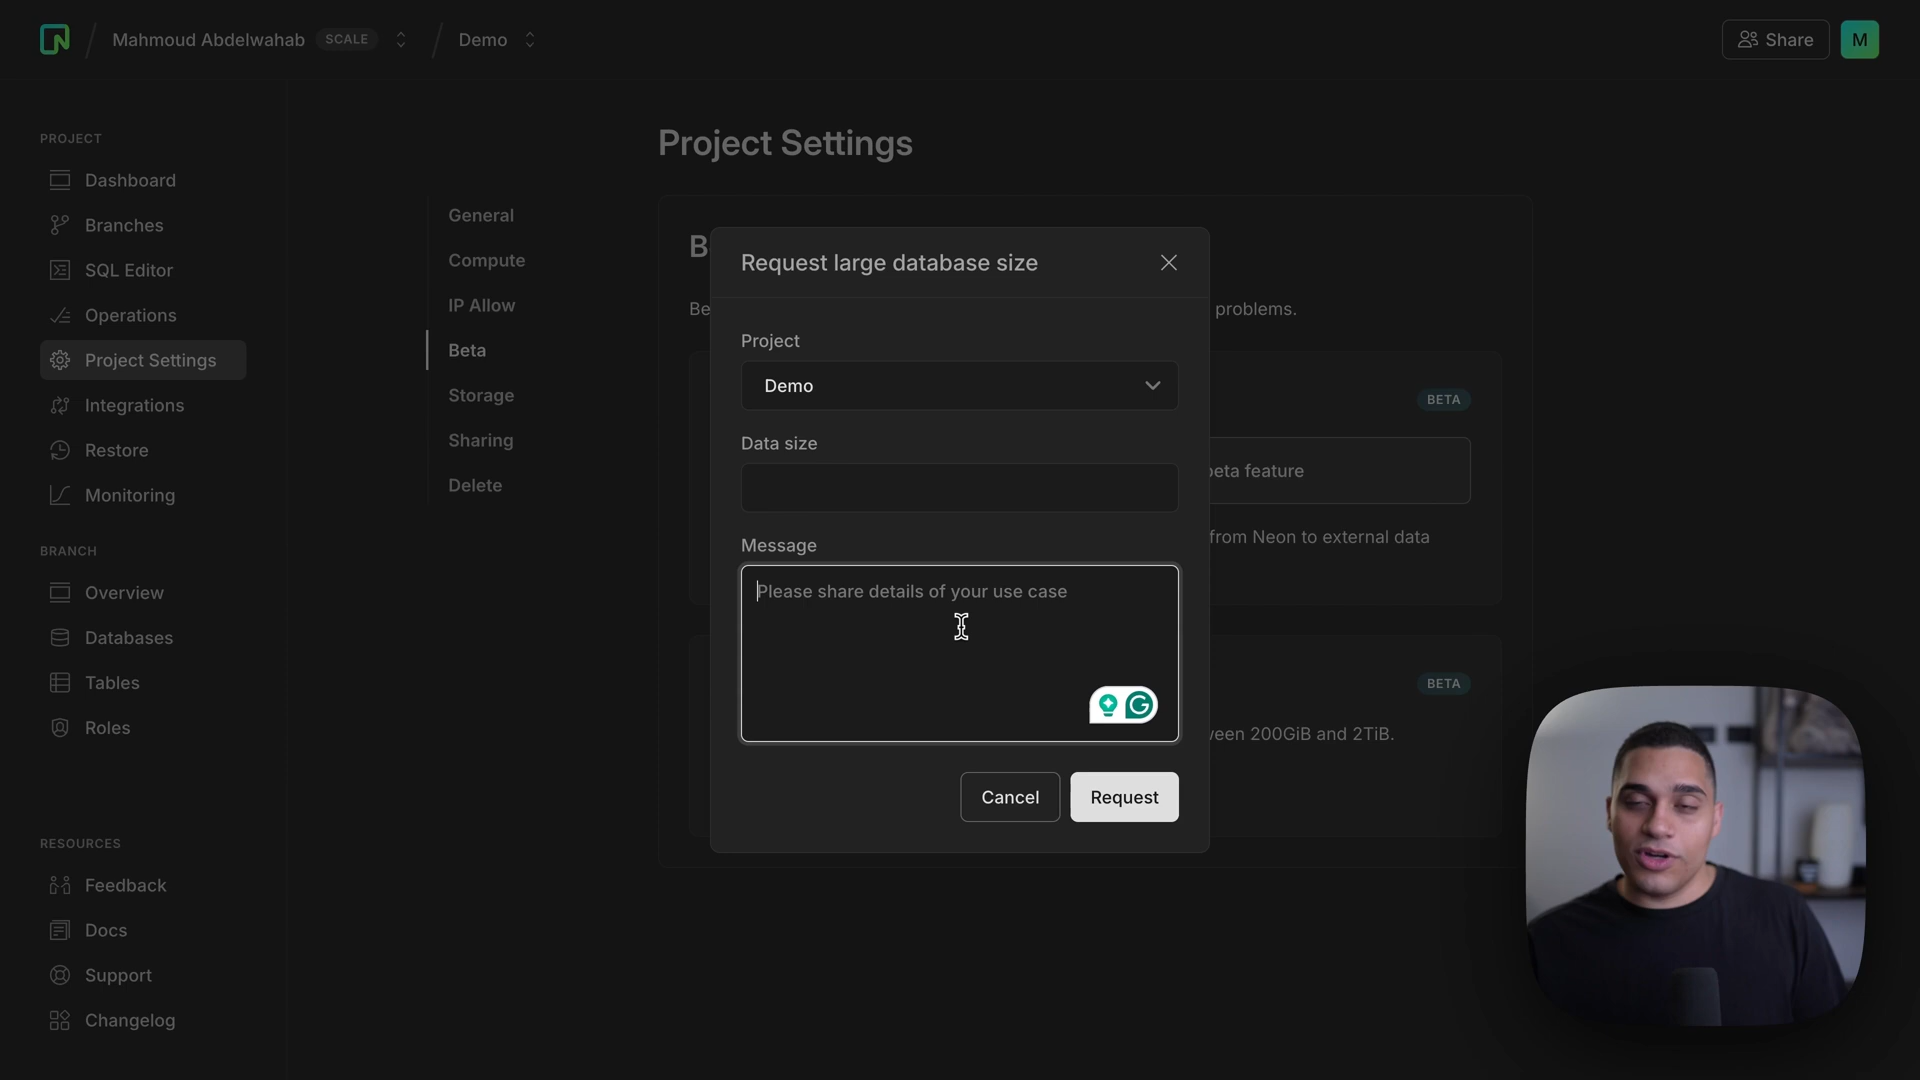 Mahmoud Abdelwahab SCALE
Demo
Share
M
PROJECT
Dashboard
Branches
SQL Editor
Operations
Project Settings
Integrations
Restore
Monitoring
BRANCH
Overview
Databases
Tables
Roles
RESOURCES
Feedback
Docs
Support
Changelog
Project Settings
General
Compute
IP Allow
Beta
Storage
Sharing
Delete
B
Be
problems.
BETA
beta feature
from Neon to external data
BETA
ween 200GiB and 2TiB.
Request large database size
Project
Demo
Data size
Message
Please share details of your use case
Cancel
Request